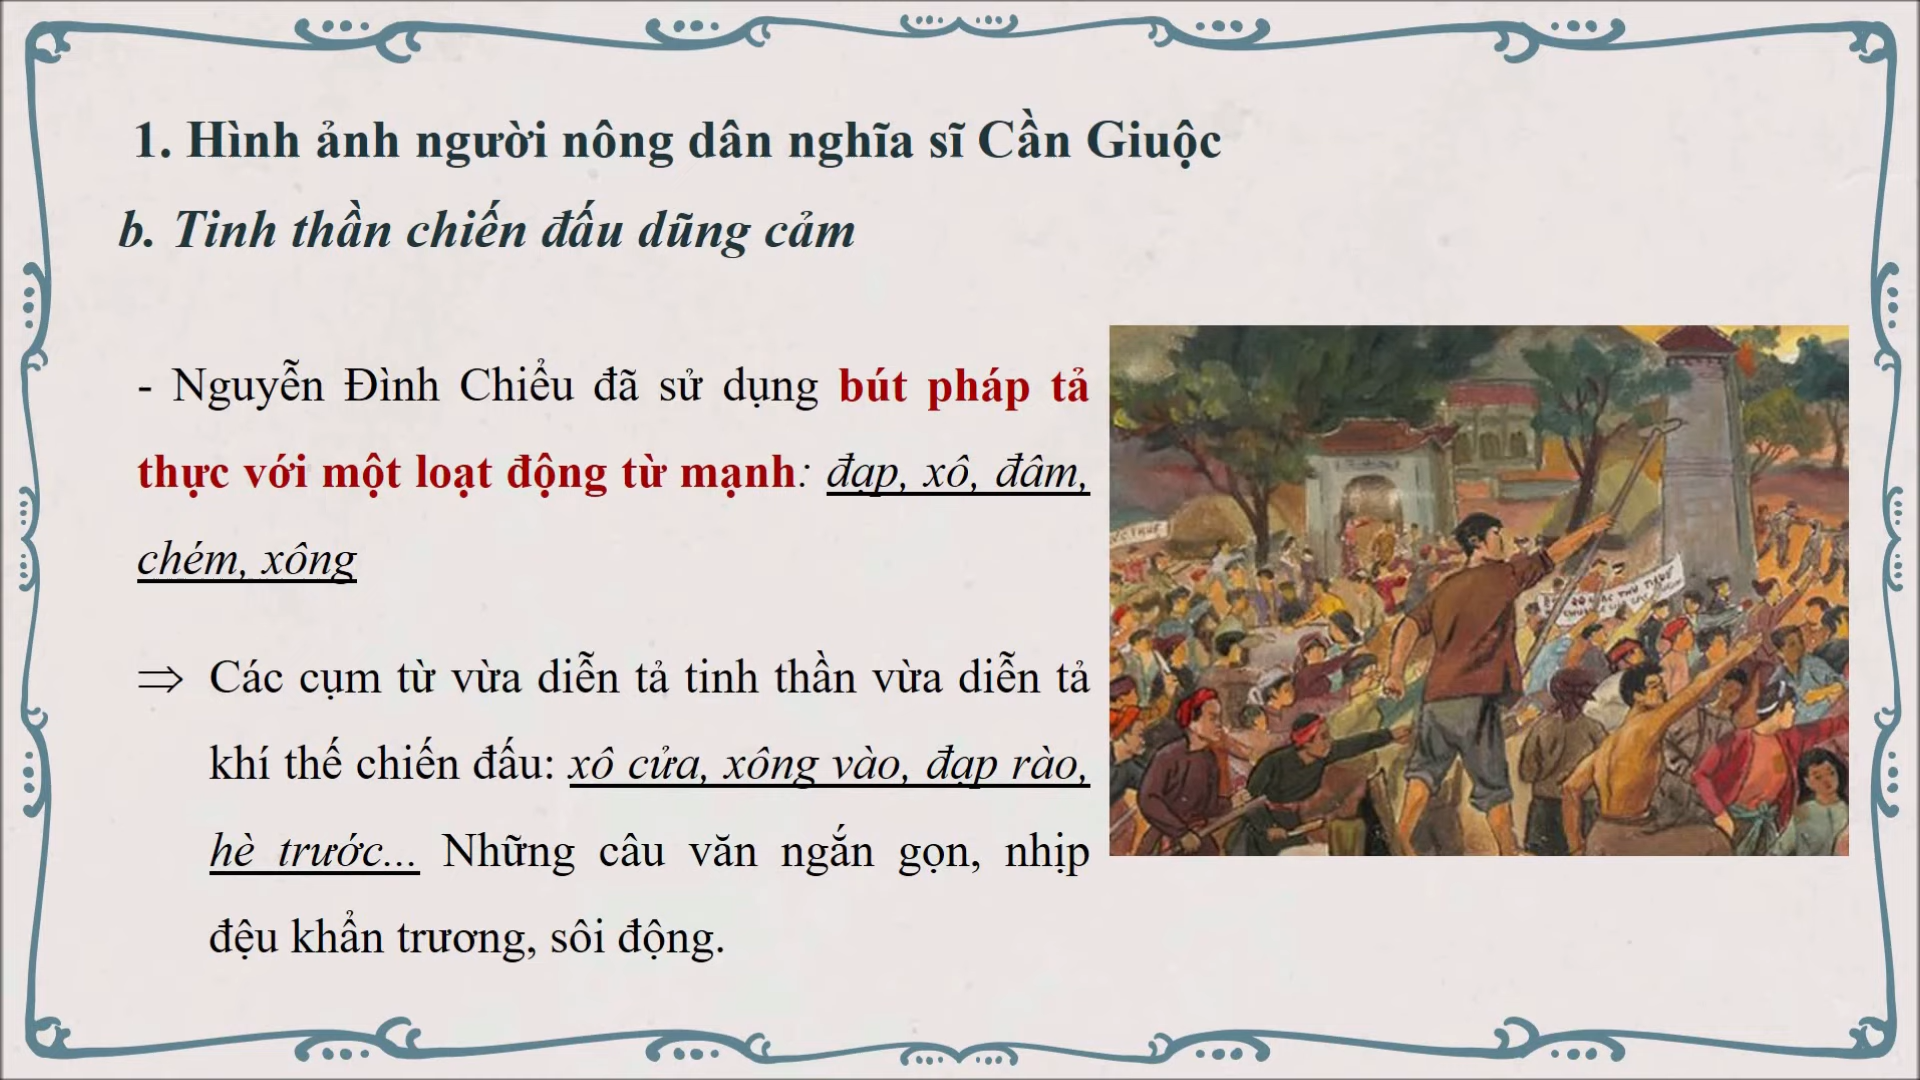 1. Hình ảnh người nông dân nghĩa sĩ Cần Giuộc
b. Tinh thần chiến đấu dũng cảm
- Nguyễn Đình Chiểu đã sử dụng bút pháp tả
thực với một loạt động từ mạnh: đạp, xô, đâm,
chém, xông
⇒ Các cụm từ vừa diễn tả tinh thần vừa diễn tả
khí thế chiến đấu: xô cửa, xông vào, đạp rào,
hè trước... Những câu văn ngắn gọn, nhịp
đệu khẩn trương, sôi động.